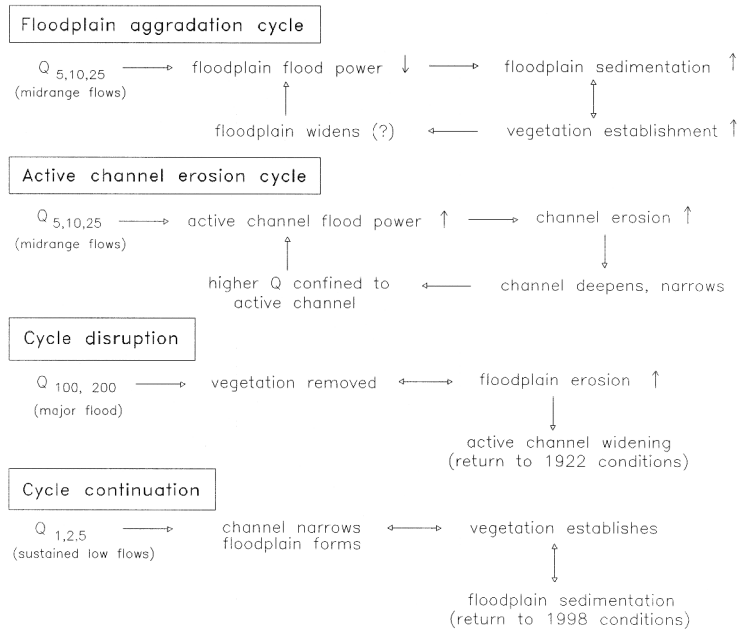 Floodplain aggradation cycle
Q 5,10,25 → floodplain flood power ↓ → floodplain sedimentation ↑
(midrange flows)
floodplain widens (?) ← vegetation establishment ↑
Active channel erosion cycle
Q 5,10,25 → active channel flood power ↑ → channel erosion ↑
(midrange flows)
higher Q confined to ← channel deepens, narrows
active channel
Cycle disruption
Q 100, 200 → vegetation removed ↔ floodplain erosion ↑
(major flood)
active channel widening
(return to 1922 conditions)
Cycle continuation
Q 1,2,5 → channel narrows ↔ vegetation establishes
floodplain forms
(sustained low flows)
floodplain sedimentation
(return to 1998 conditions)